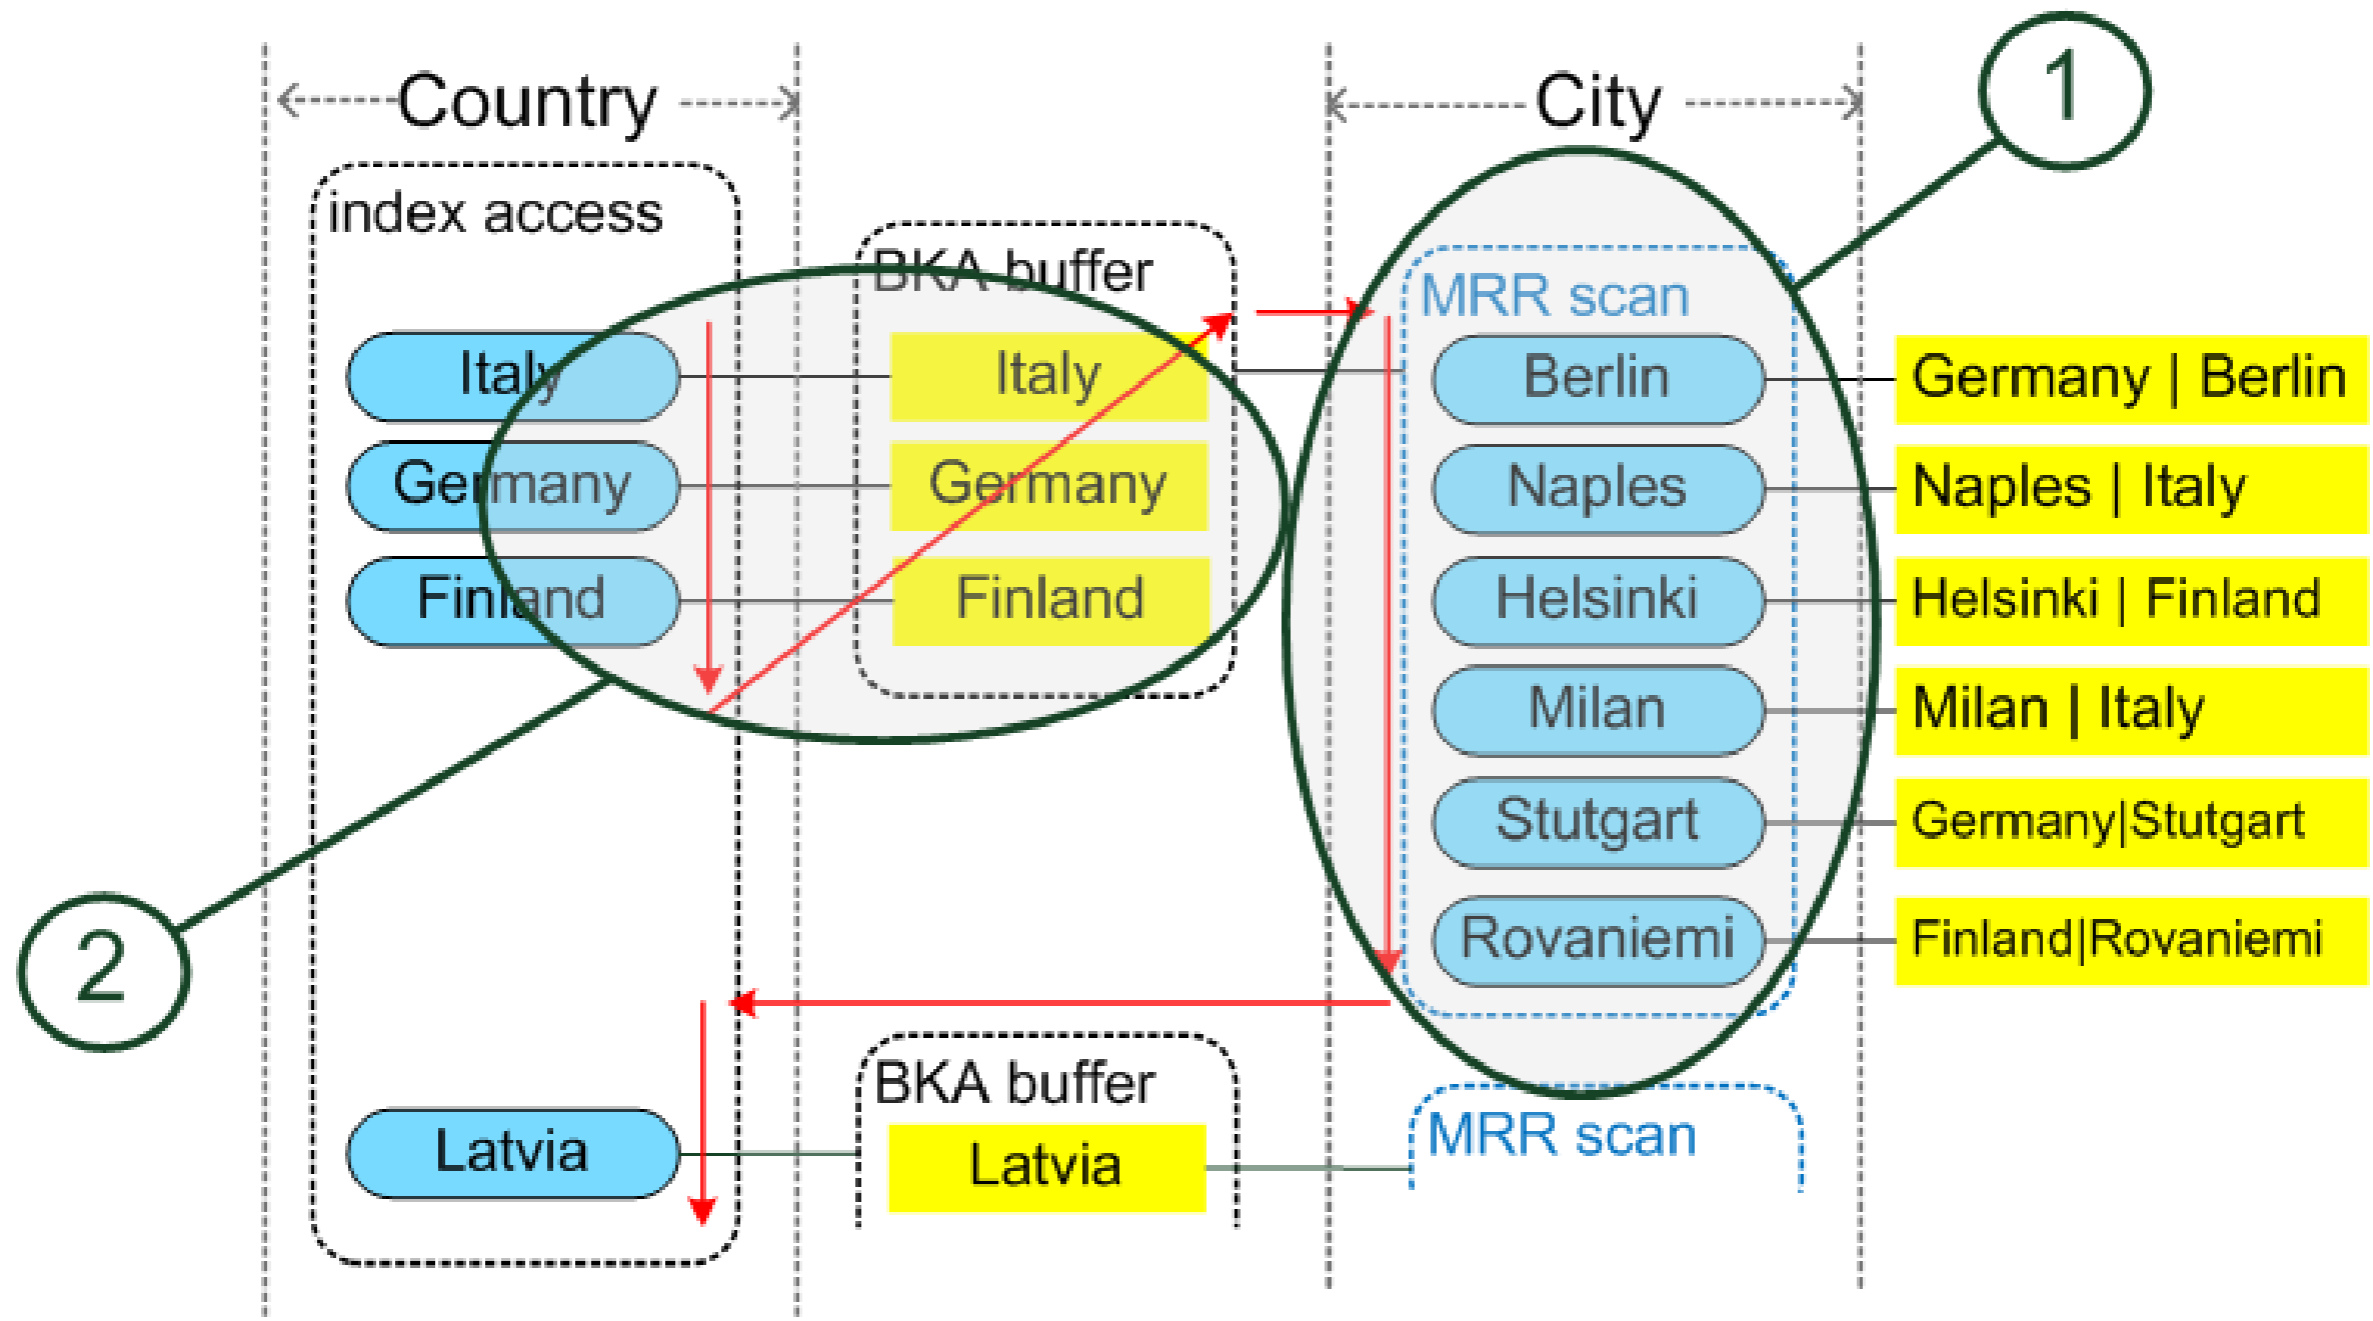 Country
City
1
index access
BKA buffer
MRR scan
Italy
Italy
Berlin
Germany | Berlin
Germany
Germany
Naples
Naples | Italy
Finland
Finland
Helsinki
Helsinki | Finland
Milan
Milan | Italy
Stutgart
Germany|Stutgart
2
Rovaniemi
Finland|Rovaniemi
BKA buffer
MRR scan
Latvia
Latvia